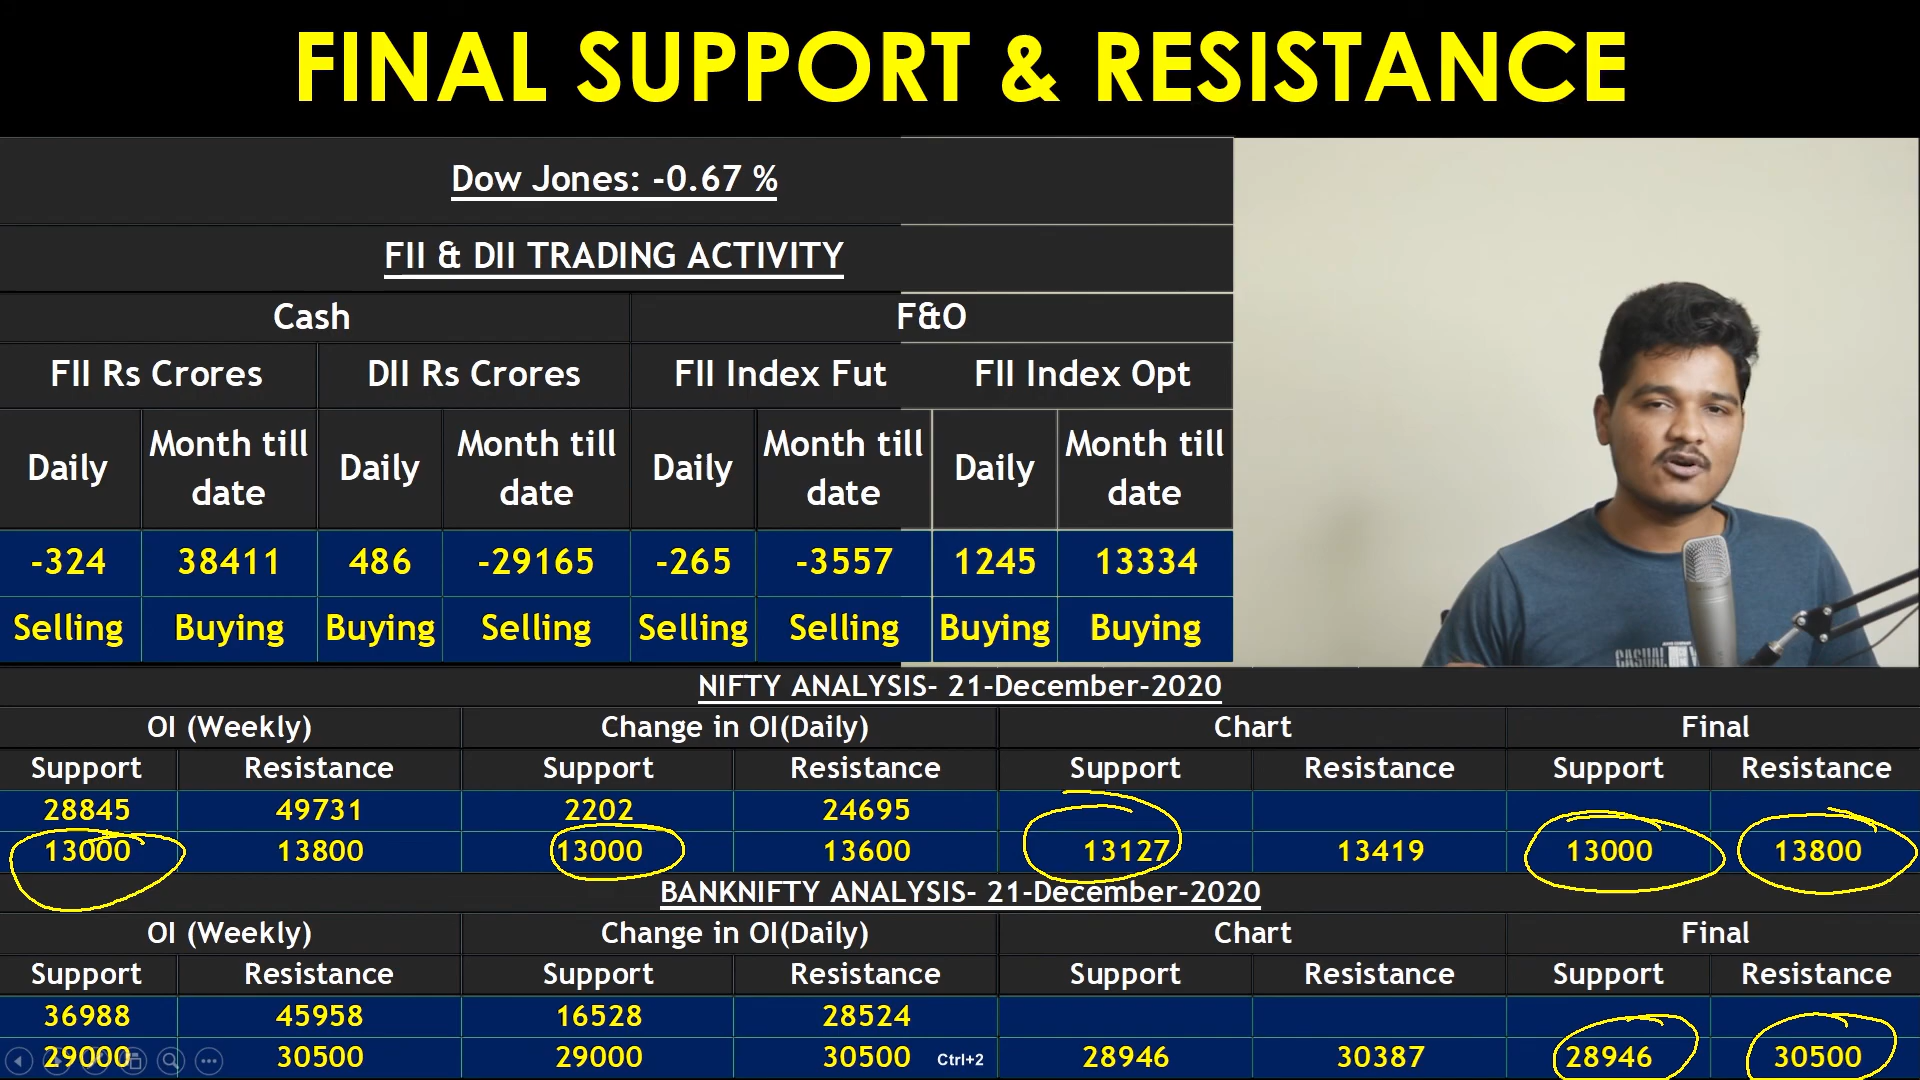 FINAL SUPPORT & RESISTANCE
Dow Jones: -0.67 %
FII & DII TRADING ACTIVITY
Cash F&O
FII Rs Crores DII Rs Crores FII Index Fut FII Index Opt
Daily Month till date Daily Month till date Daily Month till date Daily Month till date
-324 38411 486 -29165 -265 -3557 1245 13334
Selling Buying Buying Selling Selling Selling Buying Buying
NIFTY ANALYSIS- 21-December-2020
OI (Weekly) Change in OI(Daily) Chart Final
Support Resistance Support Resistance Support Resistance Support Resistance
28845 49731 2202 24695
13000 13800 13000 13600 13127 13419 13000 13800
BANKNIFTY ANALYSIS- 21-December-2020
OI (Weekly) Change in OI(Daily) Chart Final
Support Resistance Support Resistance Support Resistance Support Resistance
36988 45958 16528 28524
29000 30500 29000 30500 Ctrl+2 28946 30387 28946 30500
CASUAL